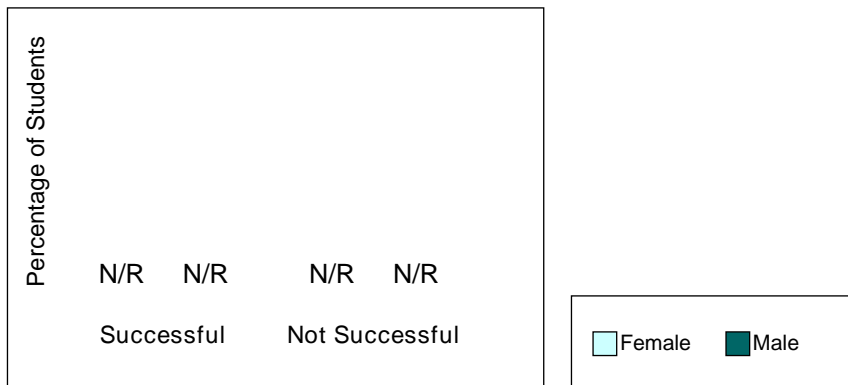 Percentage of Students
N/R N/R N/R N/R
Successful Not Successful
Female Male